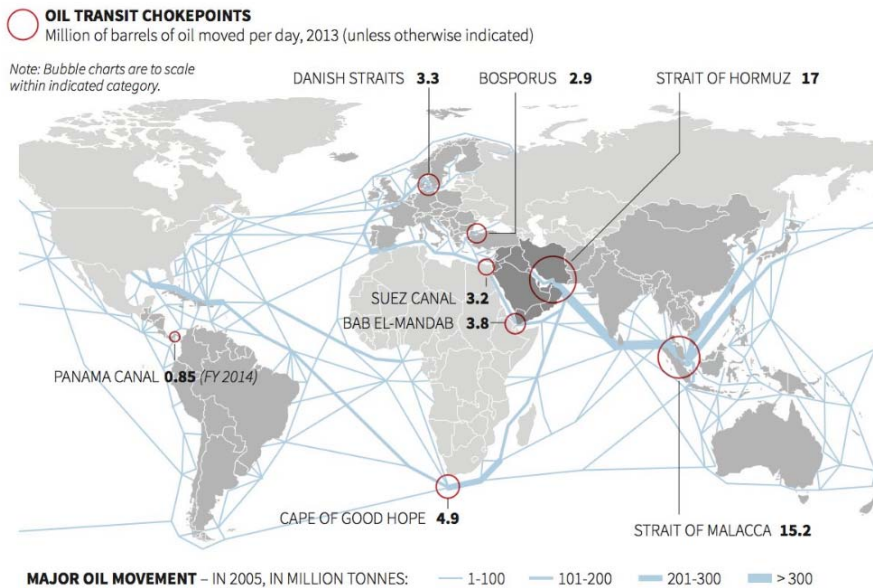 OIL TRANSIT CHOKEPOINTS
Million of barrels of oil moved per day, 2013 (unless otherwise indicated)
Note: Bubble charts are to scale
within indicated category.
DANISH STRAITS 3.3
BOSPORUS 2.9
STRAIT OF HORMUZ 17
SUEZ CANAL 3.2
BAB EL-MANDAB 3.8
PANAMA CANAL 0.85 (FY 2014)
CAPE OF GOOD HOPE 4.9
STRAIT OF MALACCA 15.2
MAJOR OIL MOVEMENT – IN 2005, IN MILLION TONNES: 1-100 101-200 201-300 > 300